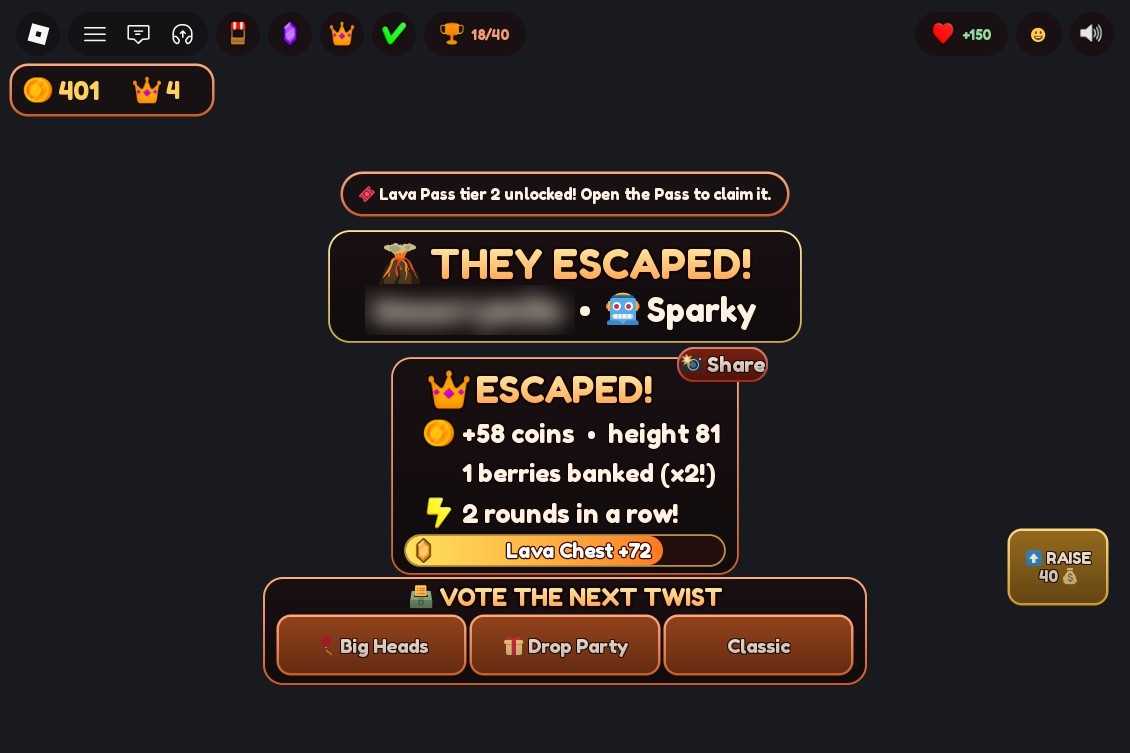 18/40
+150
401 4
Lava Pass tier 2 unlocked! Open the Pass to claim it.
THEY ESCAPED!
• Sparky
Share
ESCAPED!
+58 coins • height 81
1 berries banked (x2!)
2 rounds in a row!
Lava Chest +72
RAISE
40
VOTE THE NEXT TWIST
Big Heads Drop Party Classic